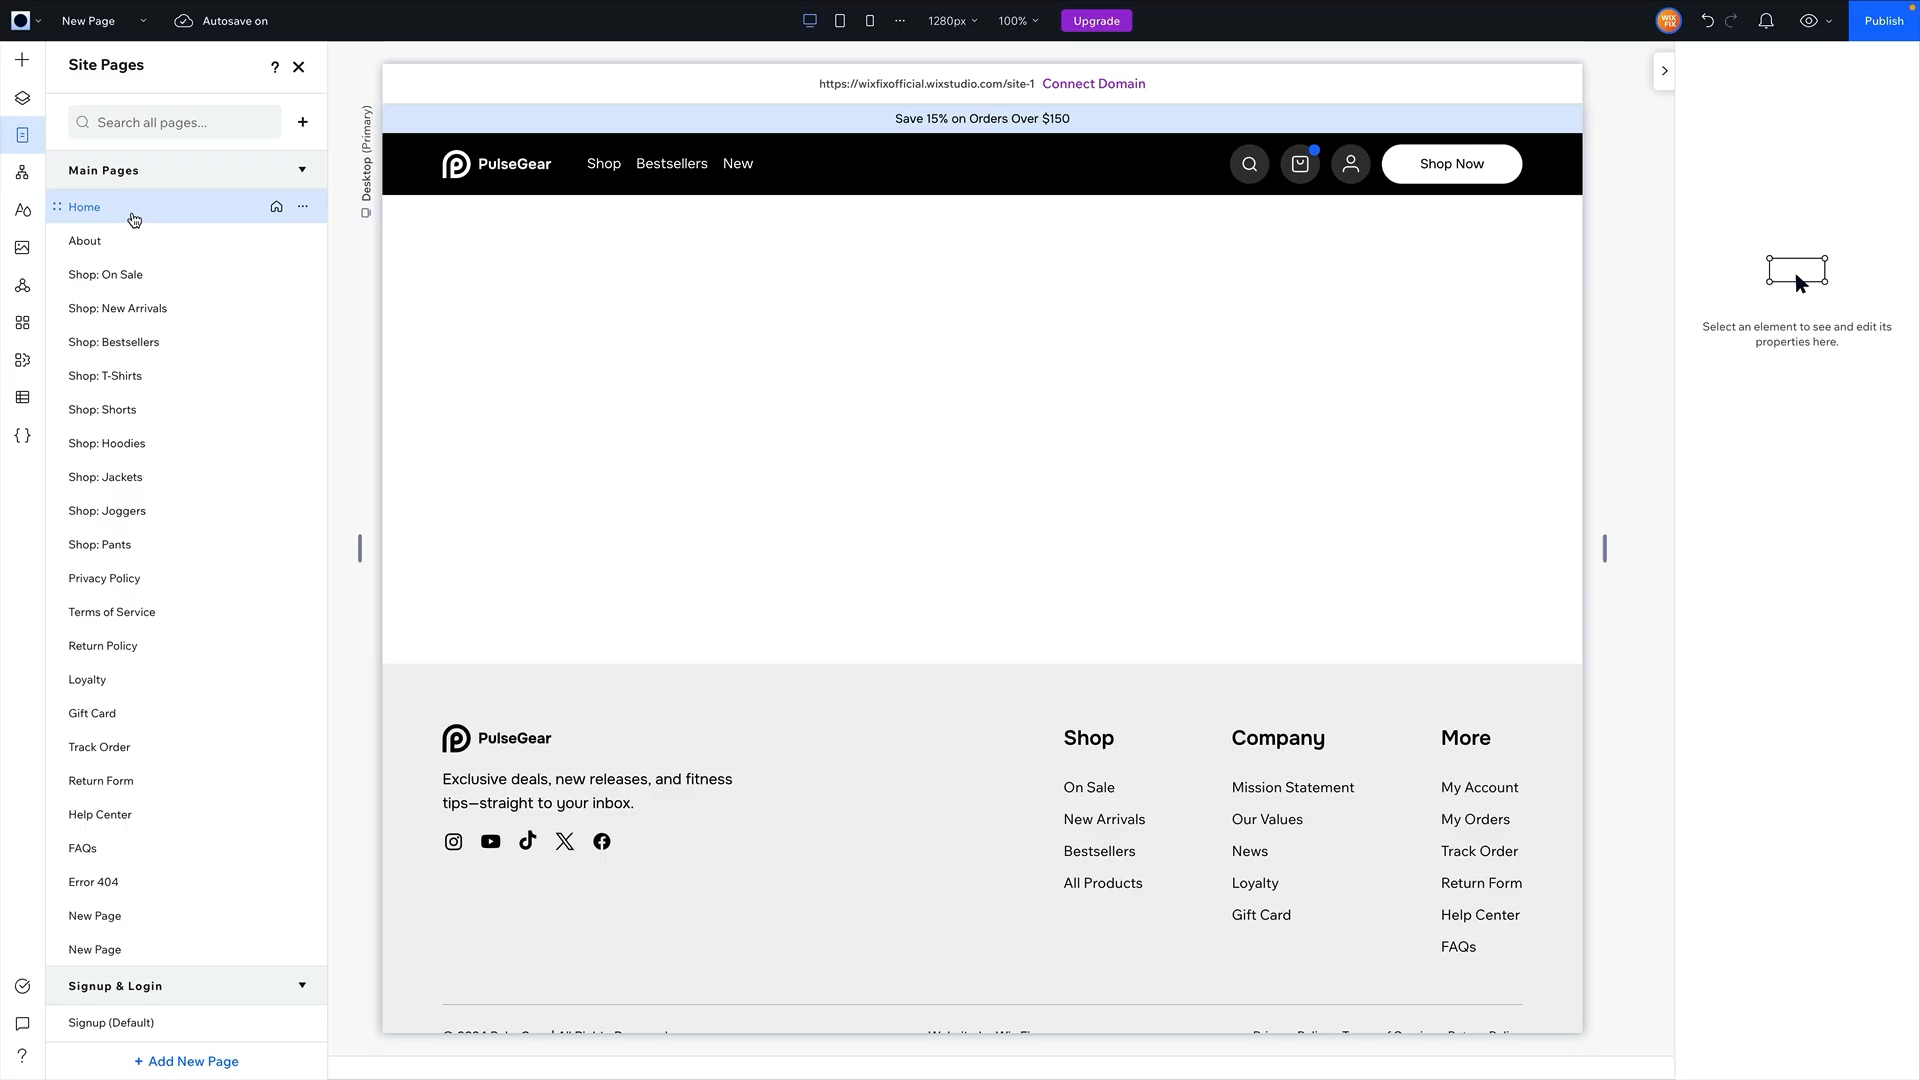 New Page
Autosave on
1280px
100%
Upgrade
WIX
FIX
Publish
Site Pages
?
Search all pages...
Main Pages
Home
About
Shop: On Sale
Shop: New Arrivals
Shop: Bestsellers
Shop: T-Shirts
Shop: Shorts
Shop: Hoodies
Shop: Jackets
Shop: Joggers
Shop: Pants
Privacy Policy
Terms of Service
Return Policy
Loyalty
Gift Card
Track Order
Return Form
Help Center
FAQs
Error 404
New Page
New Page
Signup & Login
Signup (Default)
+ Add New Page
Desktop (Primary)
https://wixfixofficial.wixstudio.com/site-1 Connect Domain
Save 15% on Orders Over $150
PulseGear
Shop
Bestsellers
New
Shop Now
PulseGear
Exclusive deals, new releases, and fitness
tips—straight to your inbox.
Shop
On Sale
New Arrivals
Bestsellers
All Products
Company
Mission Statement
Our Values
News
Loyalty
Gift Card
More
My Account
My Orders
Track Order
Return Form
Help Center
FAQs
Select an element to see and edit its
properties here.